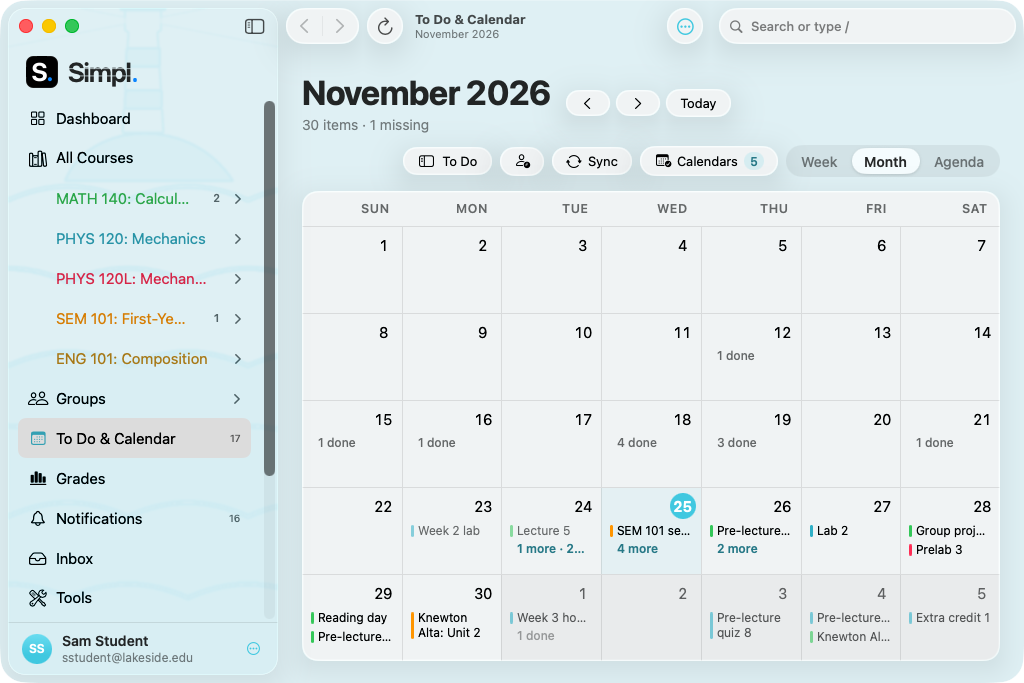 To Do & Calendar
November 2026
Search or type /
S.
Simpl.
Dashboard
All Courses
MATH 140: Calcul... 2
PHYS 120: Mechanics
PHYS 120L: Mechan...
SEM 101: First-Ye... 1
ENG 101: Composition
Groups
To Do & Calendar 17
Grades
Notifications 16
Inbox
Tools
SS
Sam Student
sstudent@lakeside.edu
November 2026
30 items · 1 missing
Today
To Do
Sync
Calendars 5
Week Month Agenda
SUN MON TUE WED THU FRI SAT
1 2 3 4 5 6 7
8 9 10 11 12 13 14
1 done
15 16 17 18 19 20 21
1 done 1 done 4 done 3 done 1 done
22 23 24 25 26 27 28
Week 2 lab Lecture 5 SEM 101 se... Pre-lecture... Lab 2 Group proj...
1 more · 2... 4 more 2 more Prelab 3
29 30 1 2 3 4 5
Reading day Knewton Week 3 ho... Pre-lecture Pre-lecture... Extra credit 1
Pre-lecture... Alta: Unit 2 1 done quiz 8 Knewton Al...